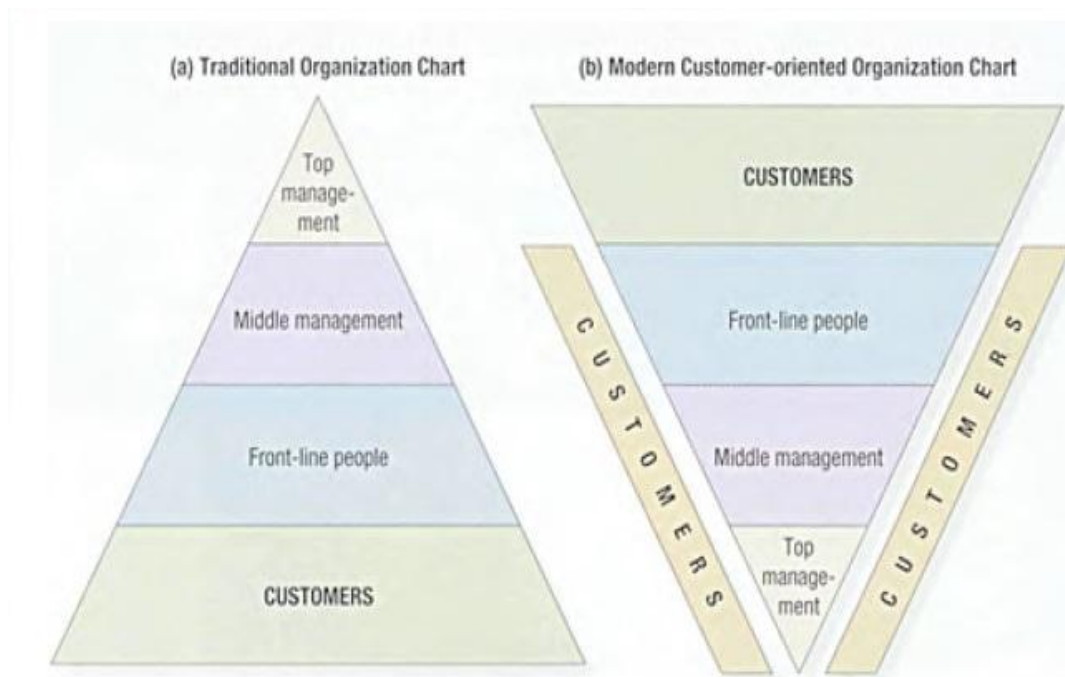 (a) Traditional Organization Chart
Top
manage-
ment
Middle management
Front-line people
CUSTOMERS
(b) Modern Customer-oriented Organization Chart
CUSTOMERS
Front-line people
Middle management
Top
manage-
ment
CUSTOMERS
CUSTOMERS